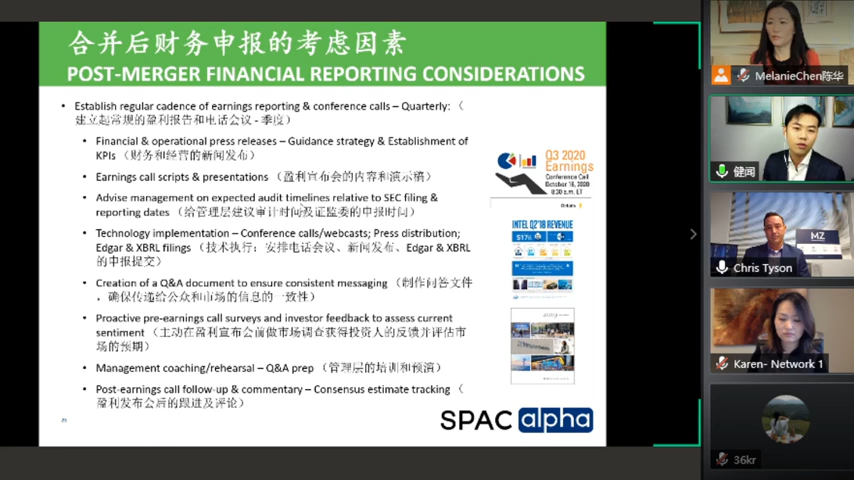 合并后财务申报的考虑因素
POST-MERGER FINANCIAL REPORTING CONSIDERATIONS
• Establish regular cadence of earnings reporting & conference calls – Quarterly: （
建立起常规的盈利报告和电话会议 - 季度）
• Financial & operational press releases – Guidance strategy & Establishment of
KPIs （财务和经营的新闻发布）
• Earnings call scripts & presentations （盈利宣布会的内容和演示稿）
• Advise management on expected audit timelines relative to SEC filing &
reporting dates （给管理层建议审计时间及证监委的申报时间）
• Technology implementation – Conference calls/webcasts; Press distribution;
Edgar & XBRL filings （技术执行：安排电话会议、新闻发布、Edgar & XBRL
的申报提交）
• Creation of a Q&A document to ensure consistent messaging （制作问答文件
，确保传递给公众和市场的信息的一致性）
• Proactive pre-earnings call surveys and investor feedback to assess current
sentiment （主动在盈利宣布会前做市场调查获得投资人的反馈并评估市
场的预期）
• Management coaching/rehearsal – Q&A prep （管理层的培训和预演）
• Post-earnings call follow-up & commentary – Consensus estimate tracking （
盈利发布会后的跟进及评论）
Q3 2020
Earnings
Conference Call
October 16, 2020
8:30 a.m. ET
INTEL Q2'18 REVENUE
SPAC alpha
MelanieChen陈华
健闻
MZ
Chris Tyson
Karen- Network 1
36kr